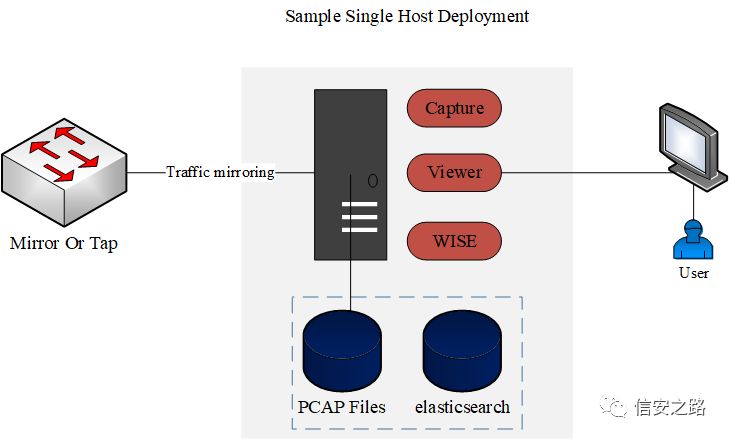 Sample Single Host Deployment
Capture
Traffic mirroring
Viewer
Mirror Or Tap
WISE
User
PCAP Files
elasticsearch
信安之路